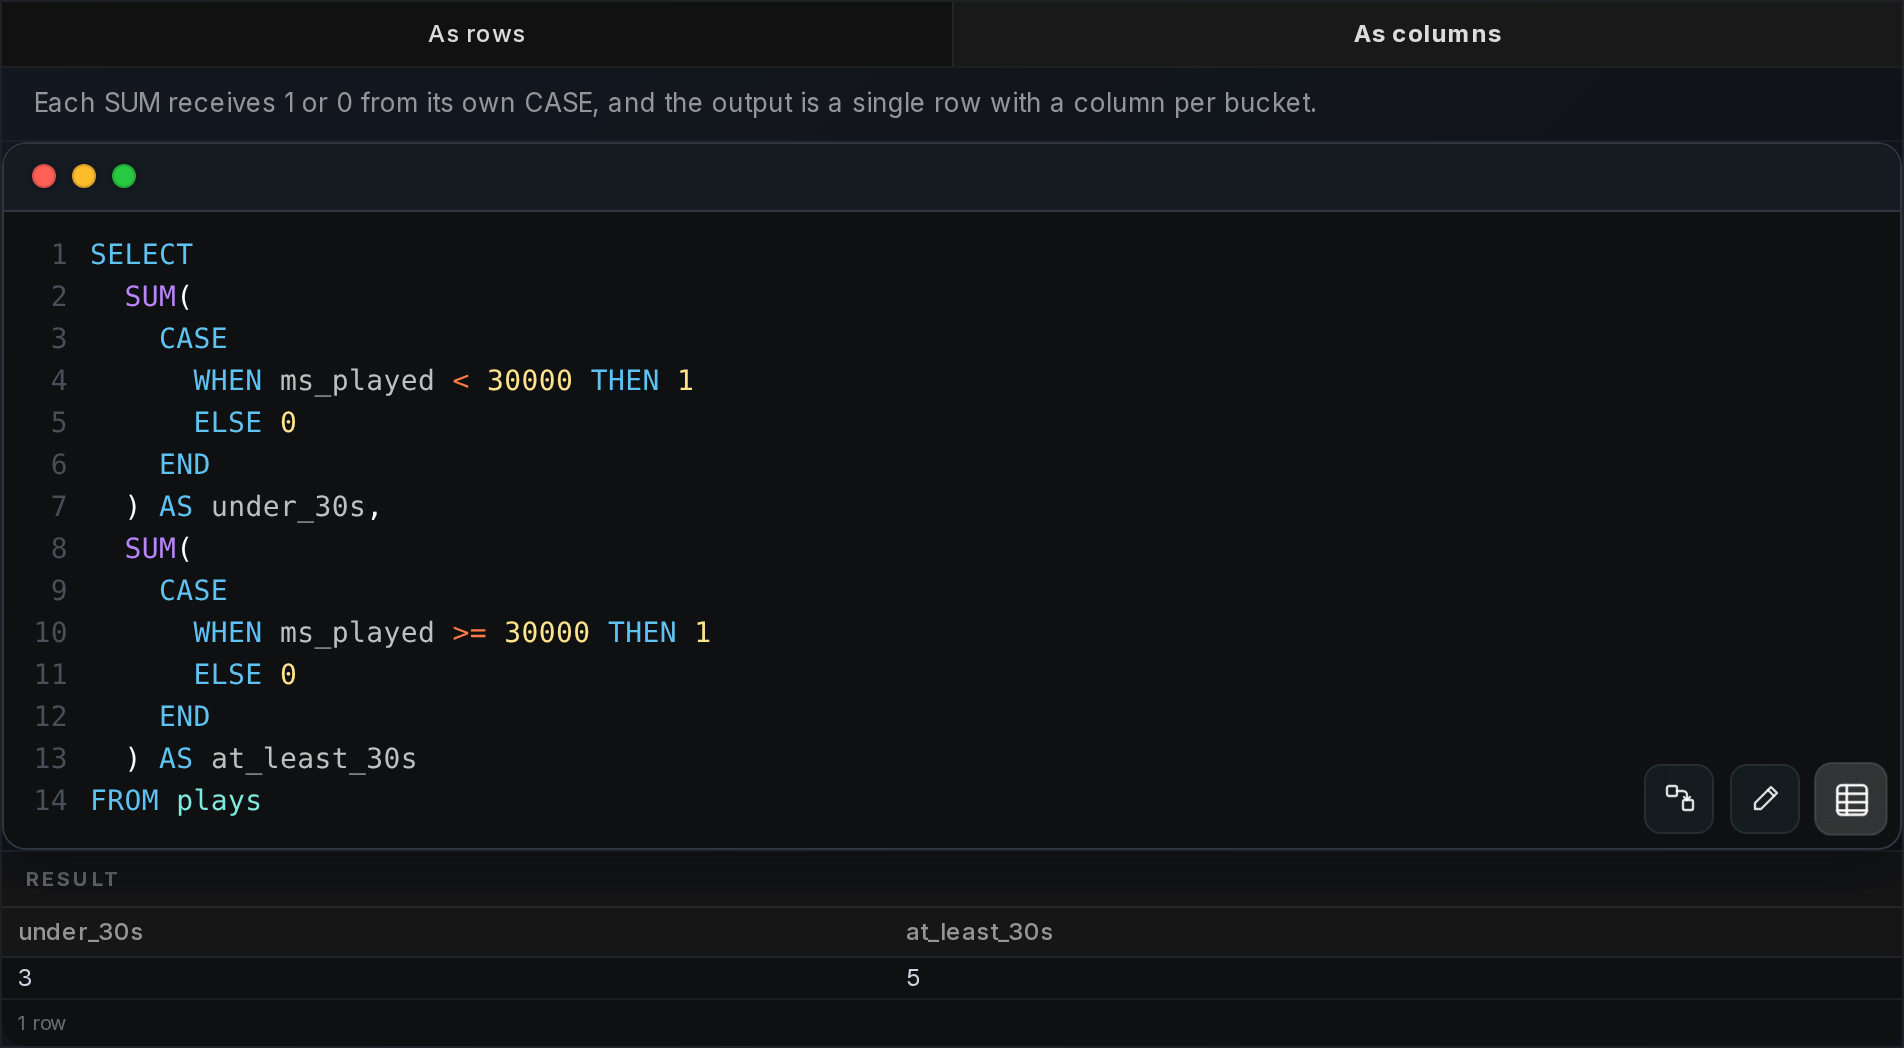 As rows
As columns
Each SUM receives 1 or 0 from its own CASE, and the output is a single row with a column per bucket.
1 SELECT
2   SUM(
3     CASE
4       WHEN ms_played < 30000 THEN 1
5       ELSE 0
6     END
7   ) AS under_30s,
8   SUM(
9     CASE
10       WHEN ms_played >= 30000 THEN 1
11       ELSE 0
12     END
13   ) AS at_least_30s
14 FROM plays
RESULT
under_30s at_least_30s
3 5
1 row